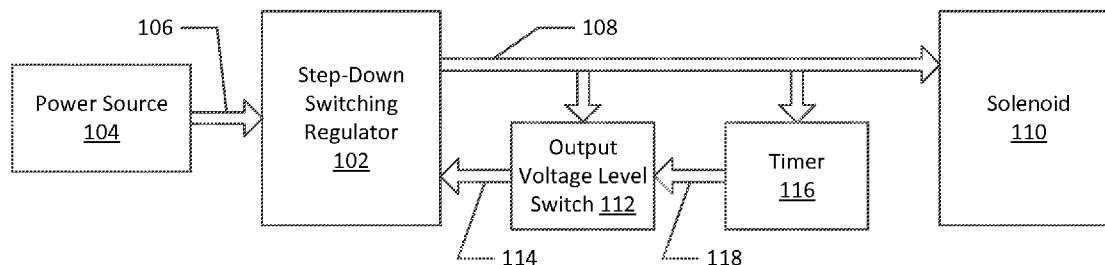 106
108
Power Source
104
Step-Down
Switching
Regulator
102
Output
Voltage Level
Switch 112
Timer
116
Solenoid
110
114
118